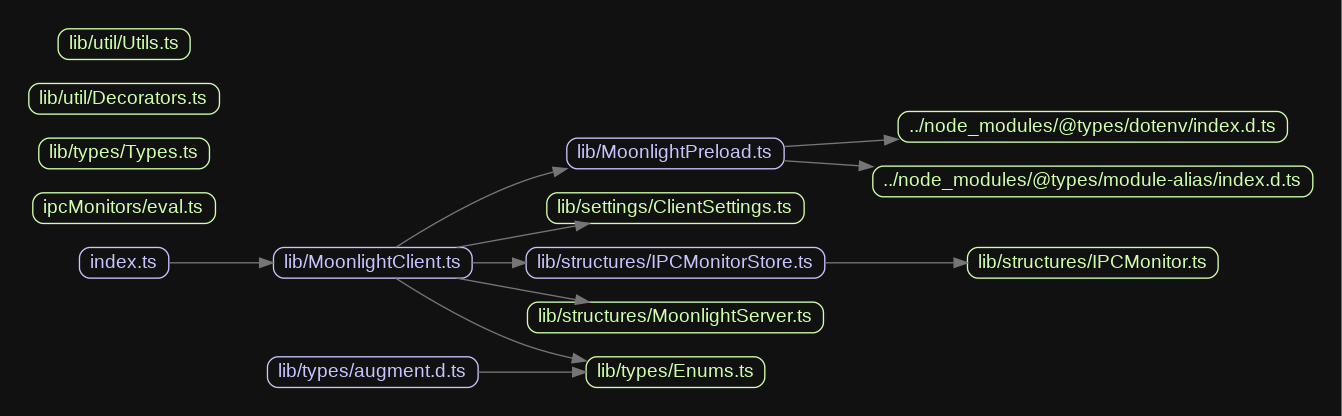 lib/util/Utils.ts
lib/util/Decorators.ts
lib/types/Types.ts
ipcMonitors/eval.ts
index.ts
lib/MoonlightClient.ts
lib/types/augment.d.ts
lib/MoonlightPreload.ts
lib/settings/ClientSettings.ts
lib/structures/IPCMonitorStore.ts
lib/structures/MoonlightServer.ts
lib/types/Enums.ts
../node_modules/@types/dotenv/index.d.ts
../node_modules/@types/module-alias/index.d.ts
lib/structures/IPCMonitor.ts